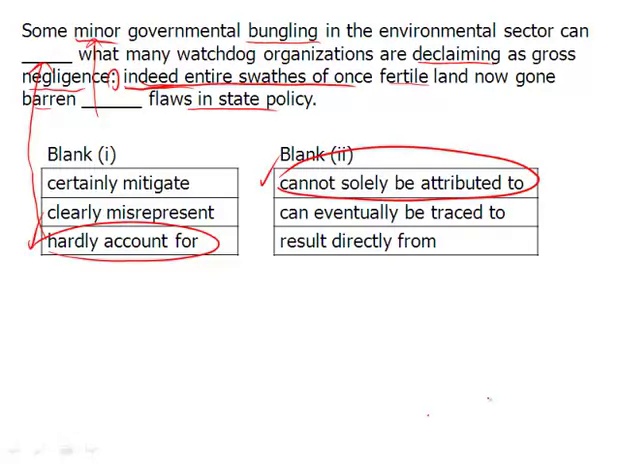 Some minor governmental bungling in the environmental sector can
____ what many watchdog organizations are declaiming as gross
negligence: indeed entire swathes of once fertile land now gone
barren ______ flaws in state policy.
Blank (i)
certainly mitigate
clearly misrepresent
hardly account for
Blank (ii)
cannot solely be attributed to
can eventually be traced to
result directly from